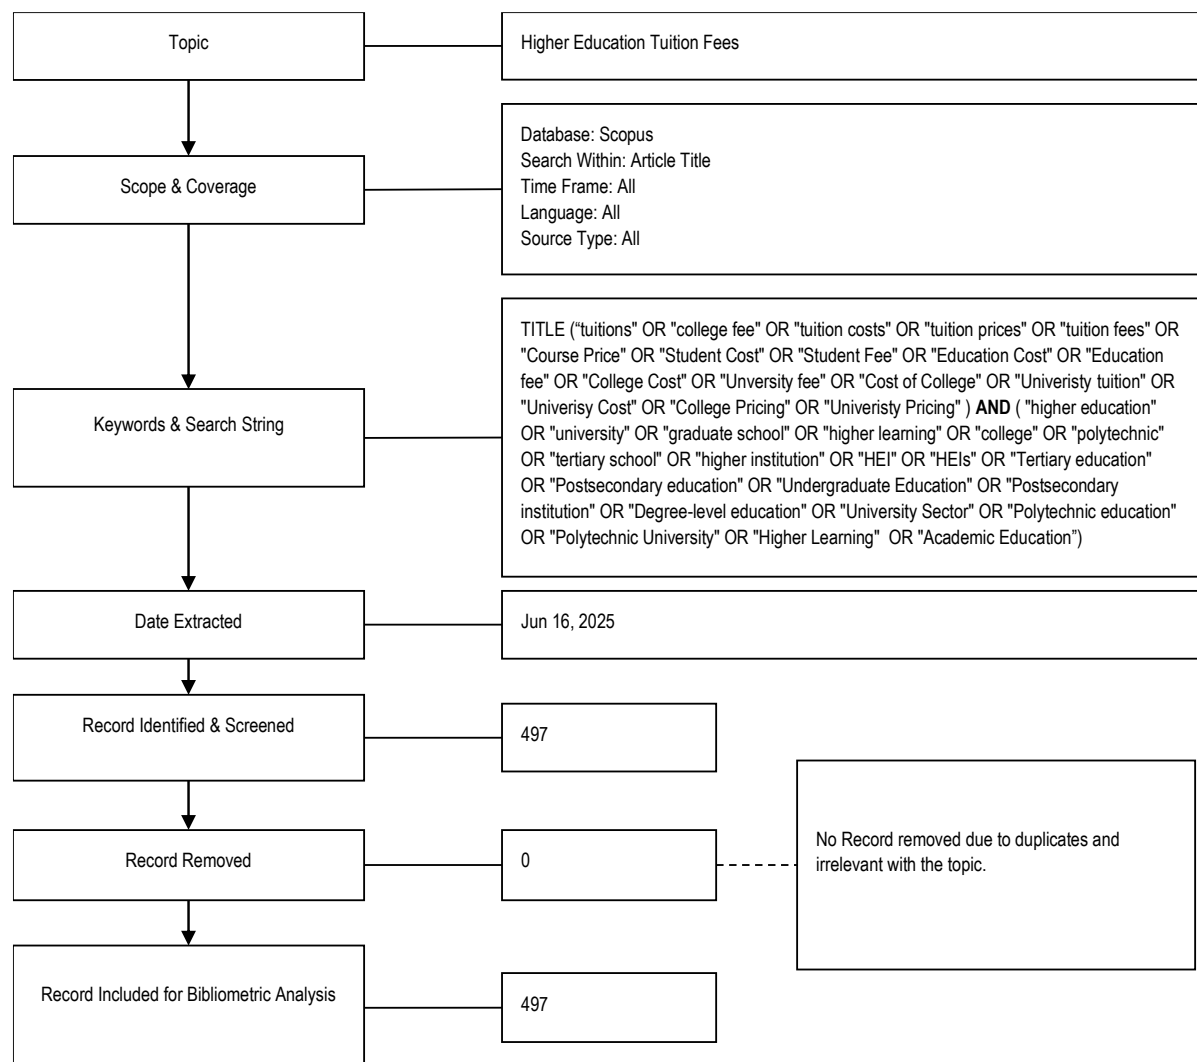 Topic
Higher Education Tuition Fees
Scope & Coverage
Database: Scopus
Search Within: Article Title
Time Frame: All
Language: All
Source Type: All
Keywords & Search String
TITLE (“tuitions" OR "college fee" OR "tuition costs" OR "tuition prices" OR "tuition fees" OR
"Course Price" OR "Student Cost" OR "Student Fee" OR "Education Cost" OR "Education
fee" OR "College Cost" OR "Unversity fee" OR "Cost of College" OR "Univeristy tuition" OR
"Univerisy Cost" OR "College Pricing" OR "Univeristy Pricing" ) AND ( "higher education"
OR "university" OR "graduate school" OR "higher learning" OR "college" OR "polytechnic"
OR "tertiary school" OR "higher institution" OR "HEI" OR "HEIs" OR "Tertiary education"
OR "Postsecondary education" OR "Undergraduate Education" OR "Postsecondary
institution" OR "Degree-level education" OR "University Sector" OR "Polytechnic education"
OR "Polytechnic University" OR "Higher Learning" OR "Academic Education”)
Date Extracted
Jun 16, 2025
Record Identified & Screened
497
Record Removed
0
No Record removed due to duplicates and
irrelevant with the topic.
Record Included for Bibliometric Analysis
497